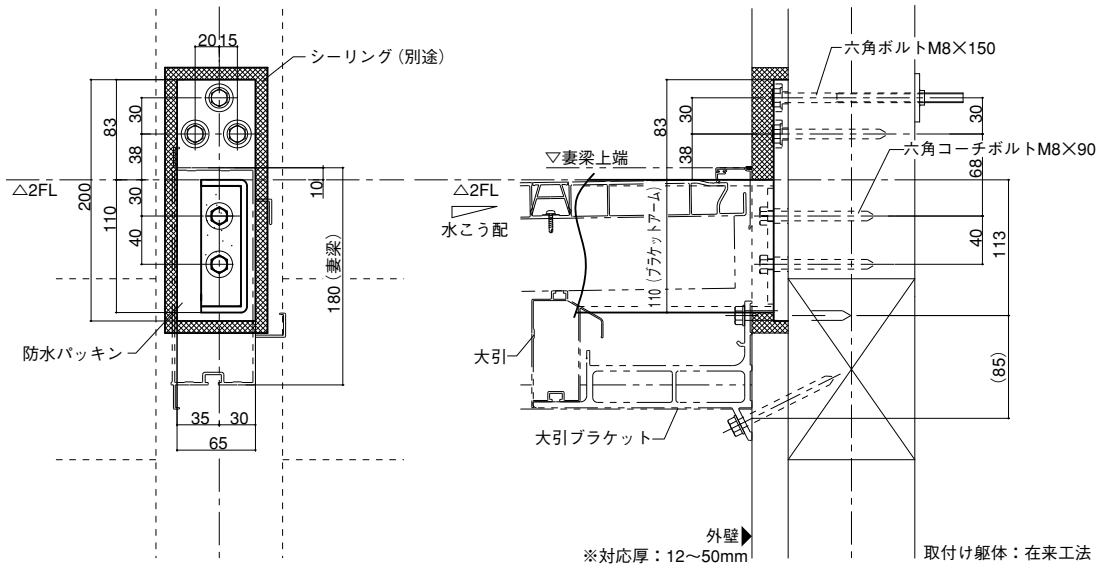 20 15
シーリング（別途）
30
83
38
200
△2FL
30
110
40
10
180（妻梁）
防水パッキン
35 30
65
六角ボルトM8×150
83
30
38
30
▽妻梁上端
六角コーチボルトM8×90
68
△2FL
水こう配
110（ブラケットアーム）
40
113
大引
(85)
大引ブラケット
外壁▶
※対応厚：12〜50mm
取付け躯体：在来工法